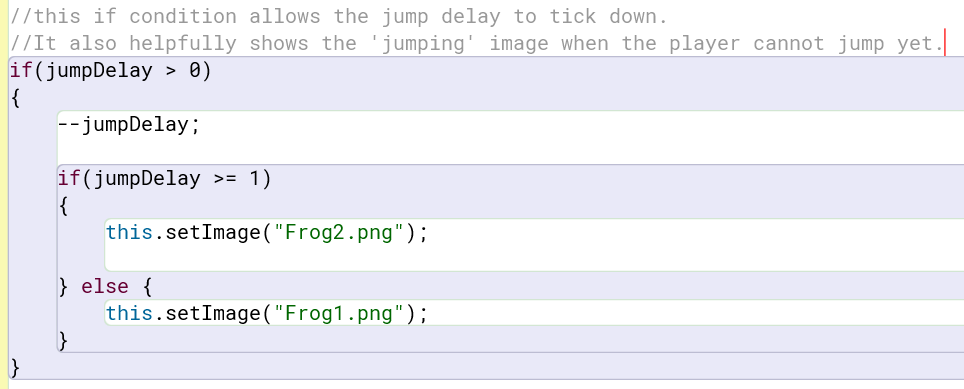 //this if condition allows the jump delay to tick down.
//It also helpfully shows the 'jumping' image when the player cannot jump yet.
if(jumpDelay > 0)
{
--jumpDelay;
if(jumpDelay >= 1)
{
this.setImage("Frog2.png");
} else {
this.setImage("Frog1.png");
}
}